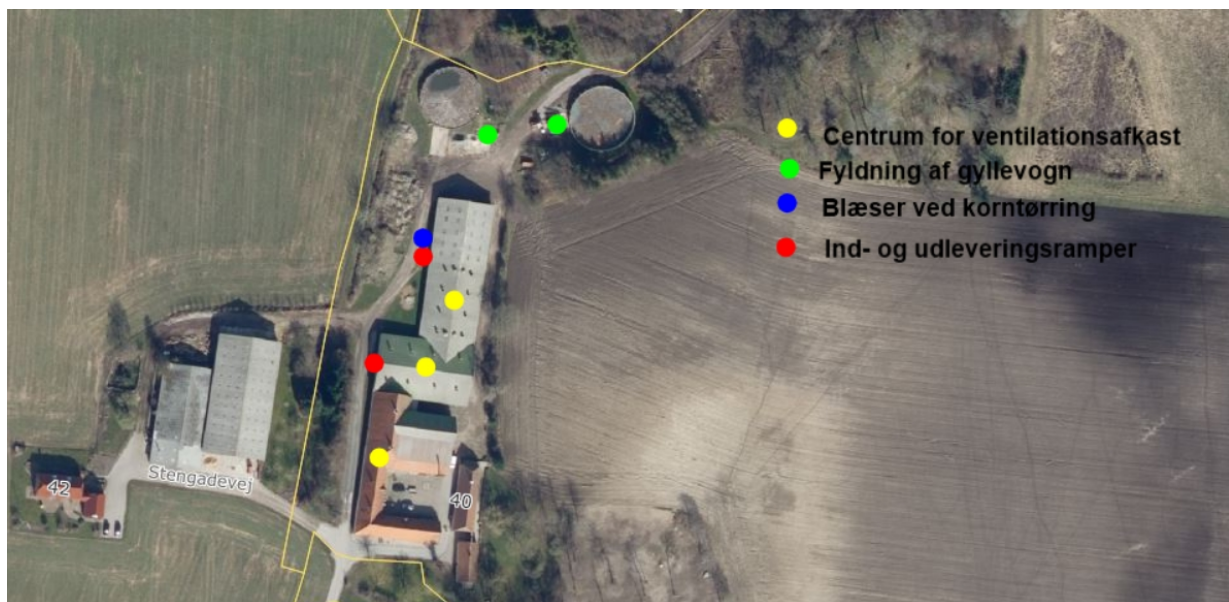 Centrum for ventilationsafkast
Fyldning af gyllevogn
Blæser ved korntørring
Ind- og udleveringsramper
Stengadevej
42
40